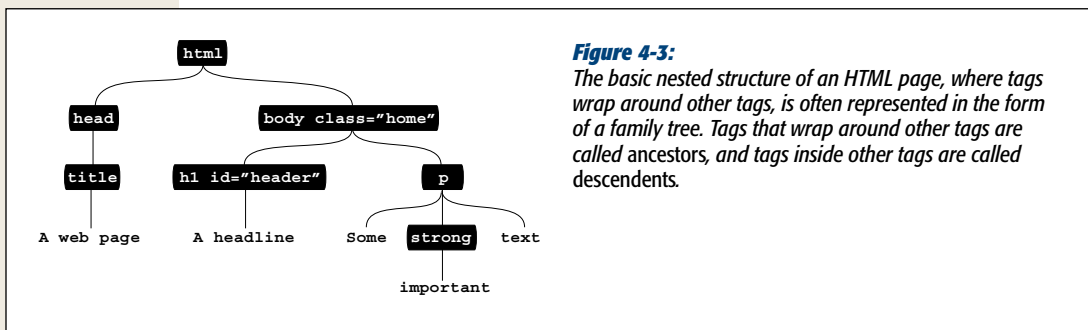 html
head
body class="home"
title
h1 id="header"
p
A web page
A headline
Some
strong
text
important
Figure 4-3:
The basic nested structure of an HTML page, where tags
wrap around other tags, is often represented in the form
of a family tree. Tags that wrap around other tags are
called ancestors, and tags inside other tags are called
descendents.